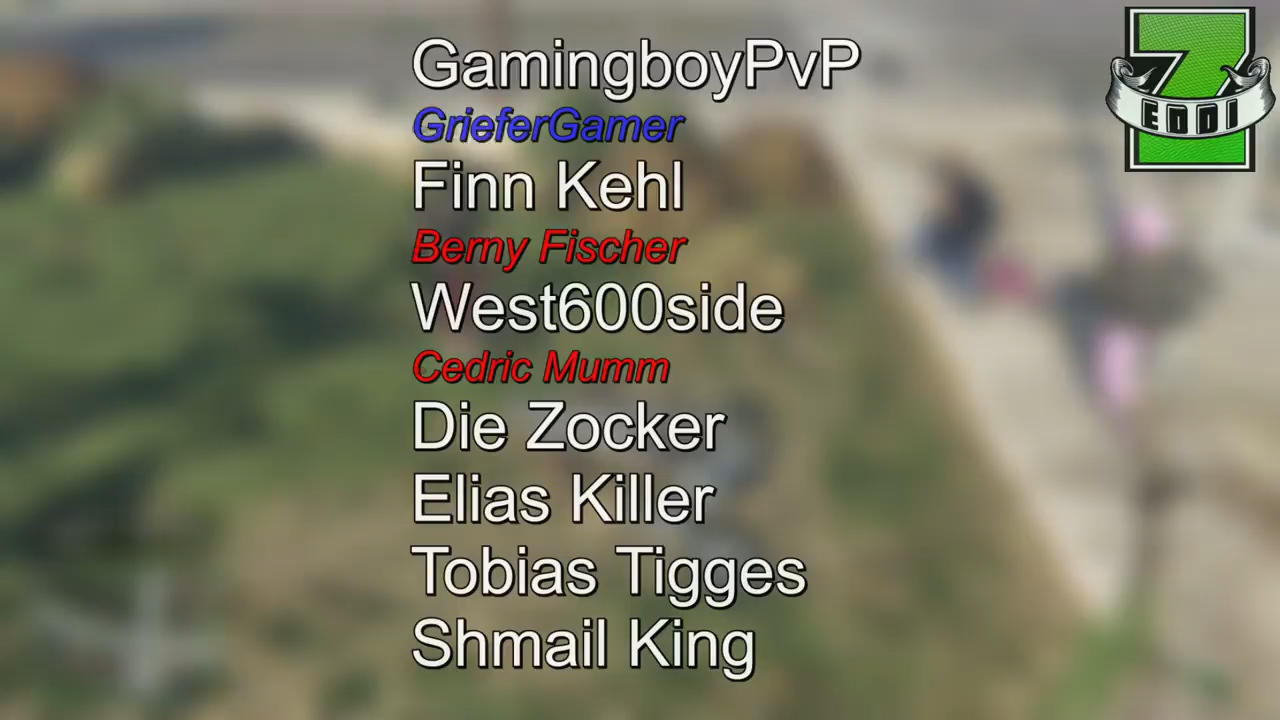 GamingboyPvP
GrieferGamer
Finn Kehl
Berny Fischer
West600side
Cedric Mumm
Die Zocker
Elias Killer
Tobias Tigges
Shmail King
Z
EDDI